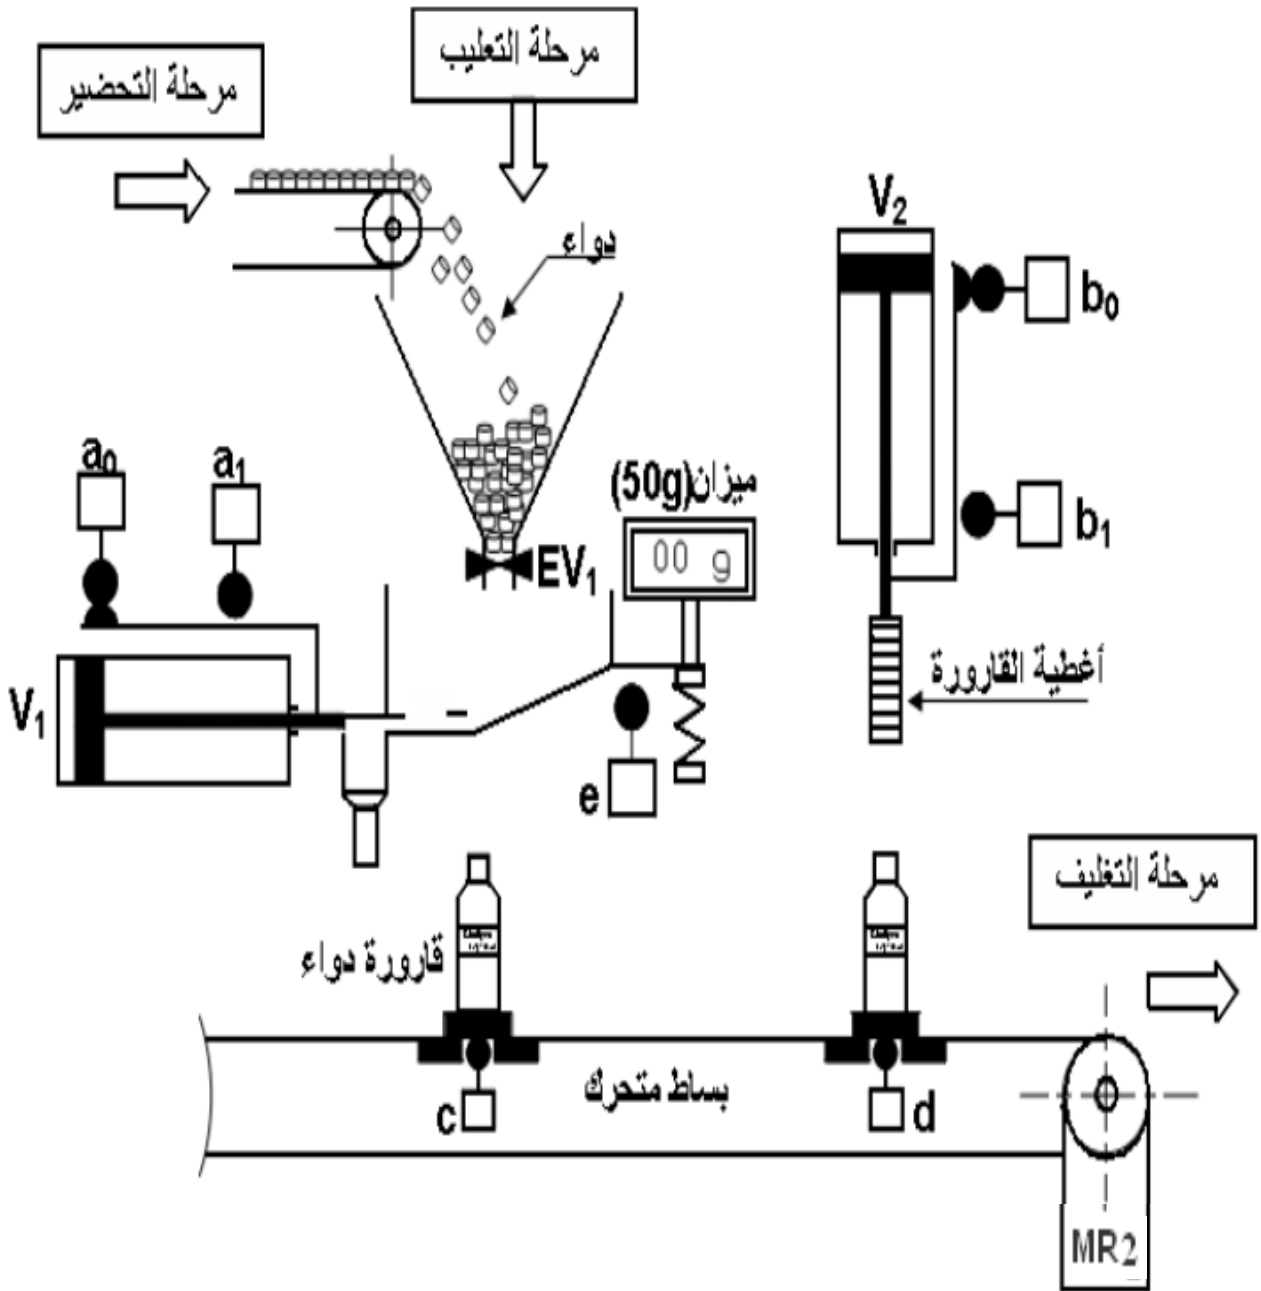 مرحلة التعليب
مرحلة التحضير
V2
دواء
b0
a0
a1
ميزان(50g)
b1
EV1
00 g
أغطية القارورة
V1
e
مرحلة التغليف
قارورة دواء
بساط متحرك
c
d
MR2